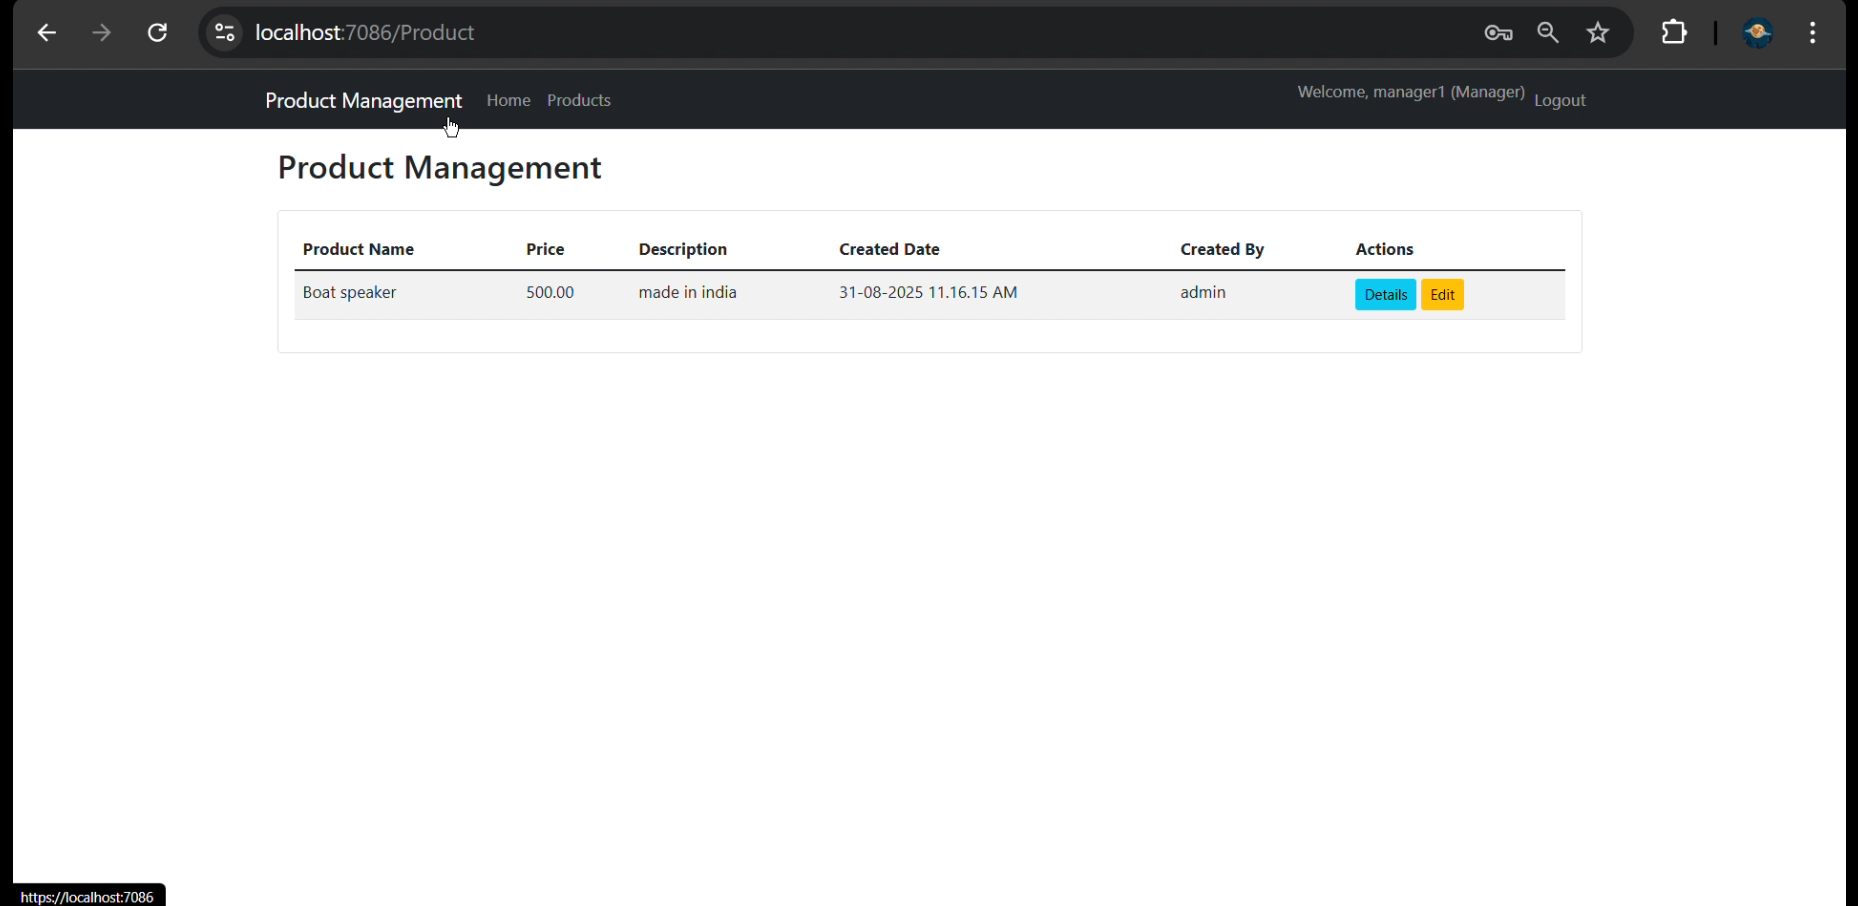 localhost:7086/Product
Product Management Home Products Welcome, manager1 (Manager) Logout
Product Management
Product Name Price Description Created Date Created By Actions
Boat speaker 500.00 made in india 31-08-2025 11.16.15 AM admin Details Edit
https://localhost:7086